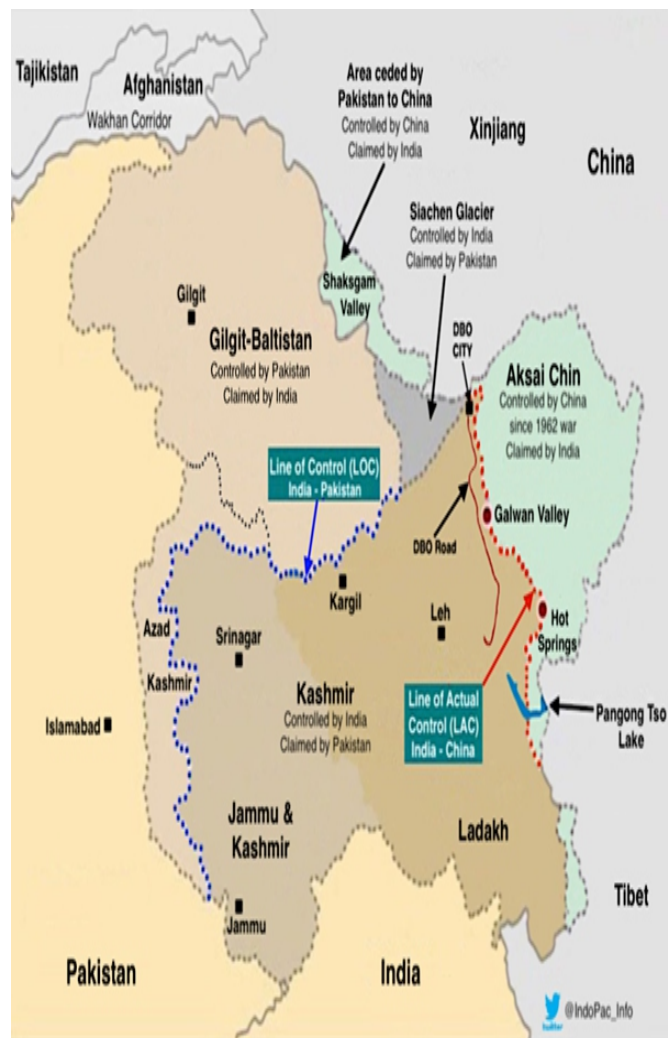 Tajikistan
Afghanistan
Wakhan Corridor
Area ceded by
Pakistan to China
Controlled by China
Claimed by India
Xinjiang
China
Siachen Glacier
Controlled by India
Claimed by Pakistan
Shaksgam
Valley
Gilgit
Gilgit-Baltistan
Controlled by Pakistan
Claimed by India
DBO
CITY
Aksai Chin
Controlled by China
since 1962 war
Claimed by India
Line of Control (LOC)
India - Pakistan
Galwan Valley
DBO Road
Kargil
Leh
Hot
Springs
Azad
Kashmir
Srinagar
Islamabad
Kashmir
Controlled by India
Claimed by Pakistan
Line of Actual
Control (LAC)
India - China
Pangong Tso
Lake
Jammu &
Kashmir
Ladakh
Jammu
Tibet
Pakistan
India
twitter
@IndoPac_Info